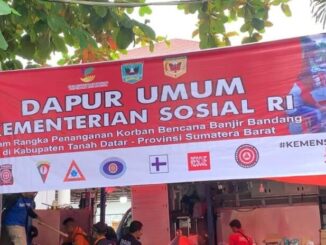 DAPUR UMUM
KEMENTERIAN SOSIAL RI
Dalam Rangka Penanganan Korban Bencana Banjir Bandang
di Kabupaten Tanah Datar - Provinsi Sumatera Barat
#KEMENS